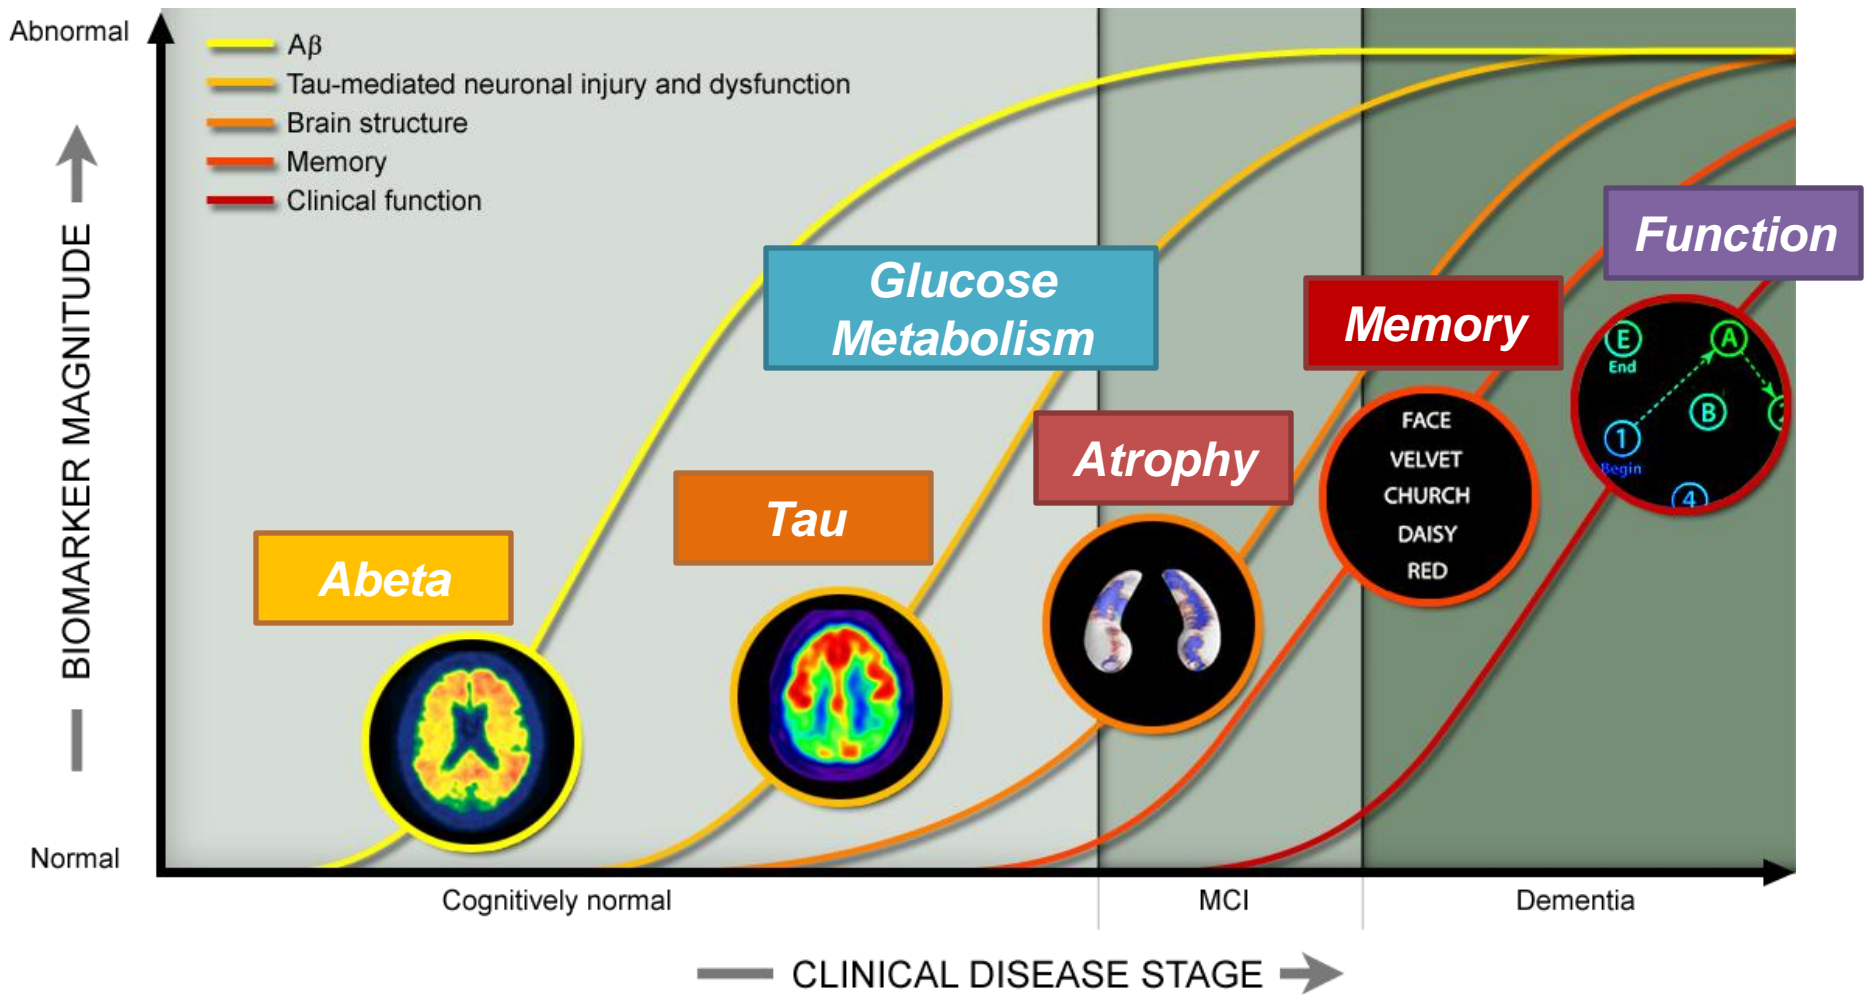 Abnormal
Aβ
Tau-mediated neuronal injury and dysfunction
Brain structure
Memory
Clinical function
BIOMARKER MAGNITUDE
Function
Glucose
Metabolism
Memory
Atrophy
Tau
Abeta
E
End
A
B
2
1
Begin
4
FACE
VELVET
CHURCH
DAISY
RED
Normal
Cognitively normal
MCI
Dementia
CLINICAL DISEASE STAGE